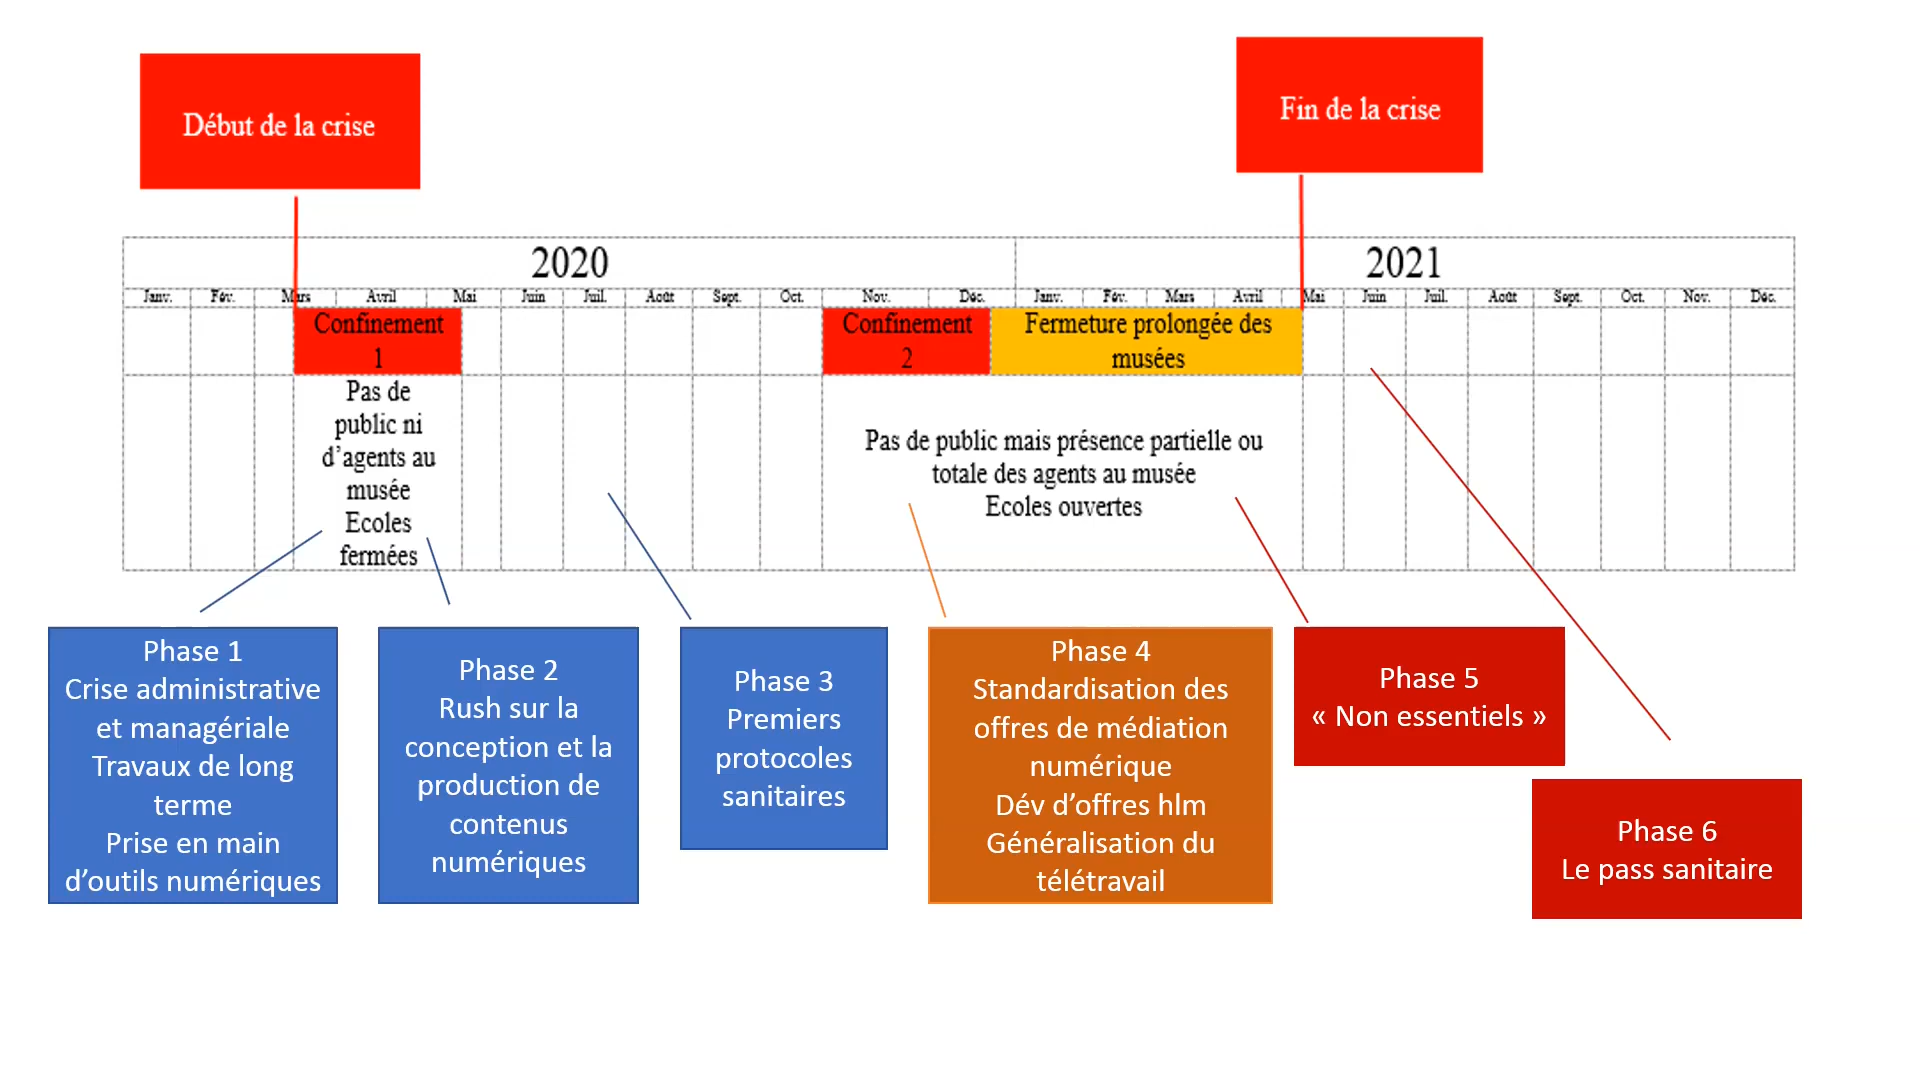 Début de la crise
Fin de la crise
2020
2021
Janv. Fév. Mars Avril Mai Juin Juil. Août Sept. Oct. Nov. Déc. Janv. Fév. Mars Avril Mai Juin Juil. Août Sept. Oct. Nov. Déc.
Confinement
1
Confinement
2
Fermeture prolongée des
musées
Pas de
public ni
d’agents au
musée
Ecoles
fermées
Pas de public mais présence partielle ou
totale des agents au musée
Ecoles ouvertes
Phase 1
Crise administrative
et managériale
Travaux de long
terme
Prise en main
d’outils numériques
Phase 2
Rush sur la
conception et la
production de
contenus
numériques
Phase 3
Premiers
protocoles
sanitaires
Phase 4
Standardisation des
offres de médiation
numérique
Dév d’offres hlm
Généralisation du
télétravail
Phase 5
« Non essentiels »
Phase 6
Le pass sanitaire